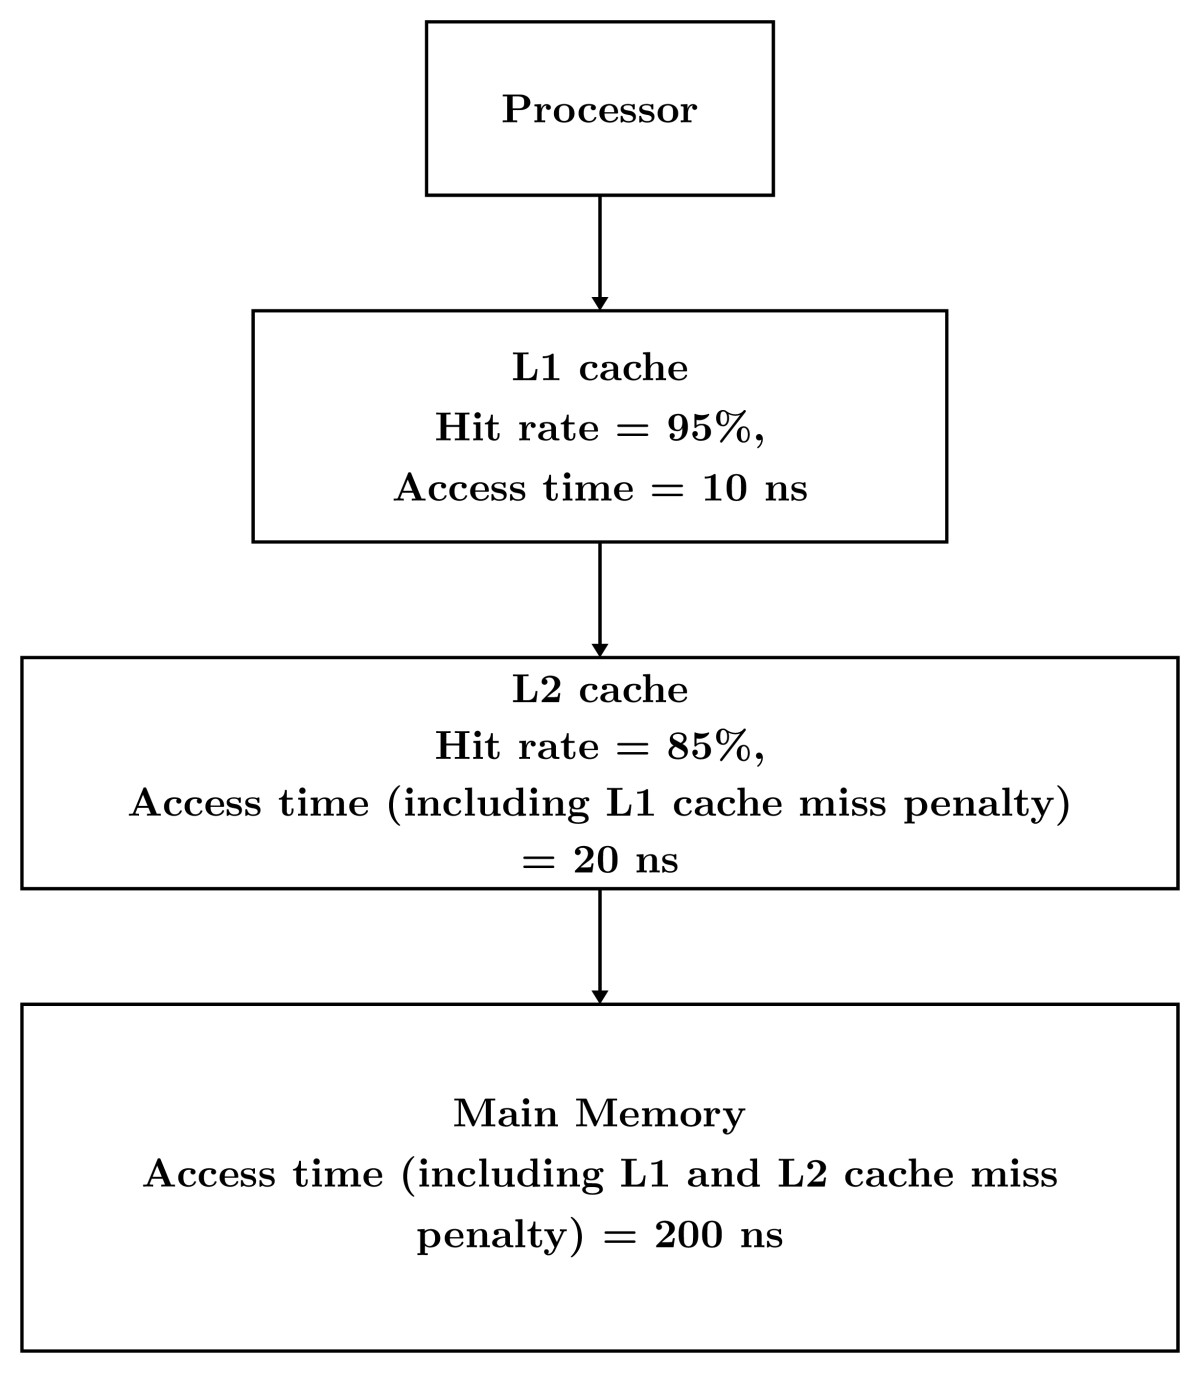 Processor
L1 cache
Hit rate = 95%,
Access time = 10 ns
L2 cache
Hit rate = 85%,
Access time (including L1 cache miss penalty)
= 20 ns
Main Memory
Access time (including L1 and L2 cache miss
penalty) = 200 ns